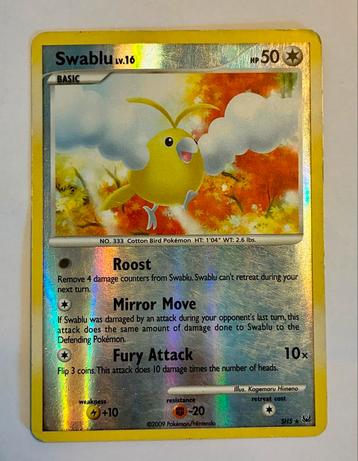 Swablu LV.16 HP 50
BASIC
NO. 333 Cotton Bird Pokémon HT: 1'04" WT: 2.6 lbs.
Roost
Remove 4 damage counters from Swablu. Swablu can't retreat during your
next turn.
Mirror Move
If Swablu was damaged by an attack during your opponent's last turn, this
attack does the same amount of damage done to Swablu to the
Defending Pokémon.
Fury Attack 10×
Flip 3 coins. This attack does 10 damage times the number of heads.
Illus. Kagemaru Himeno
weakness resistance retreat cost
+10 -20
©2009 Pokémon/Nintendo SH5 ★